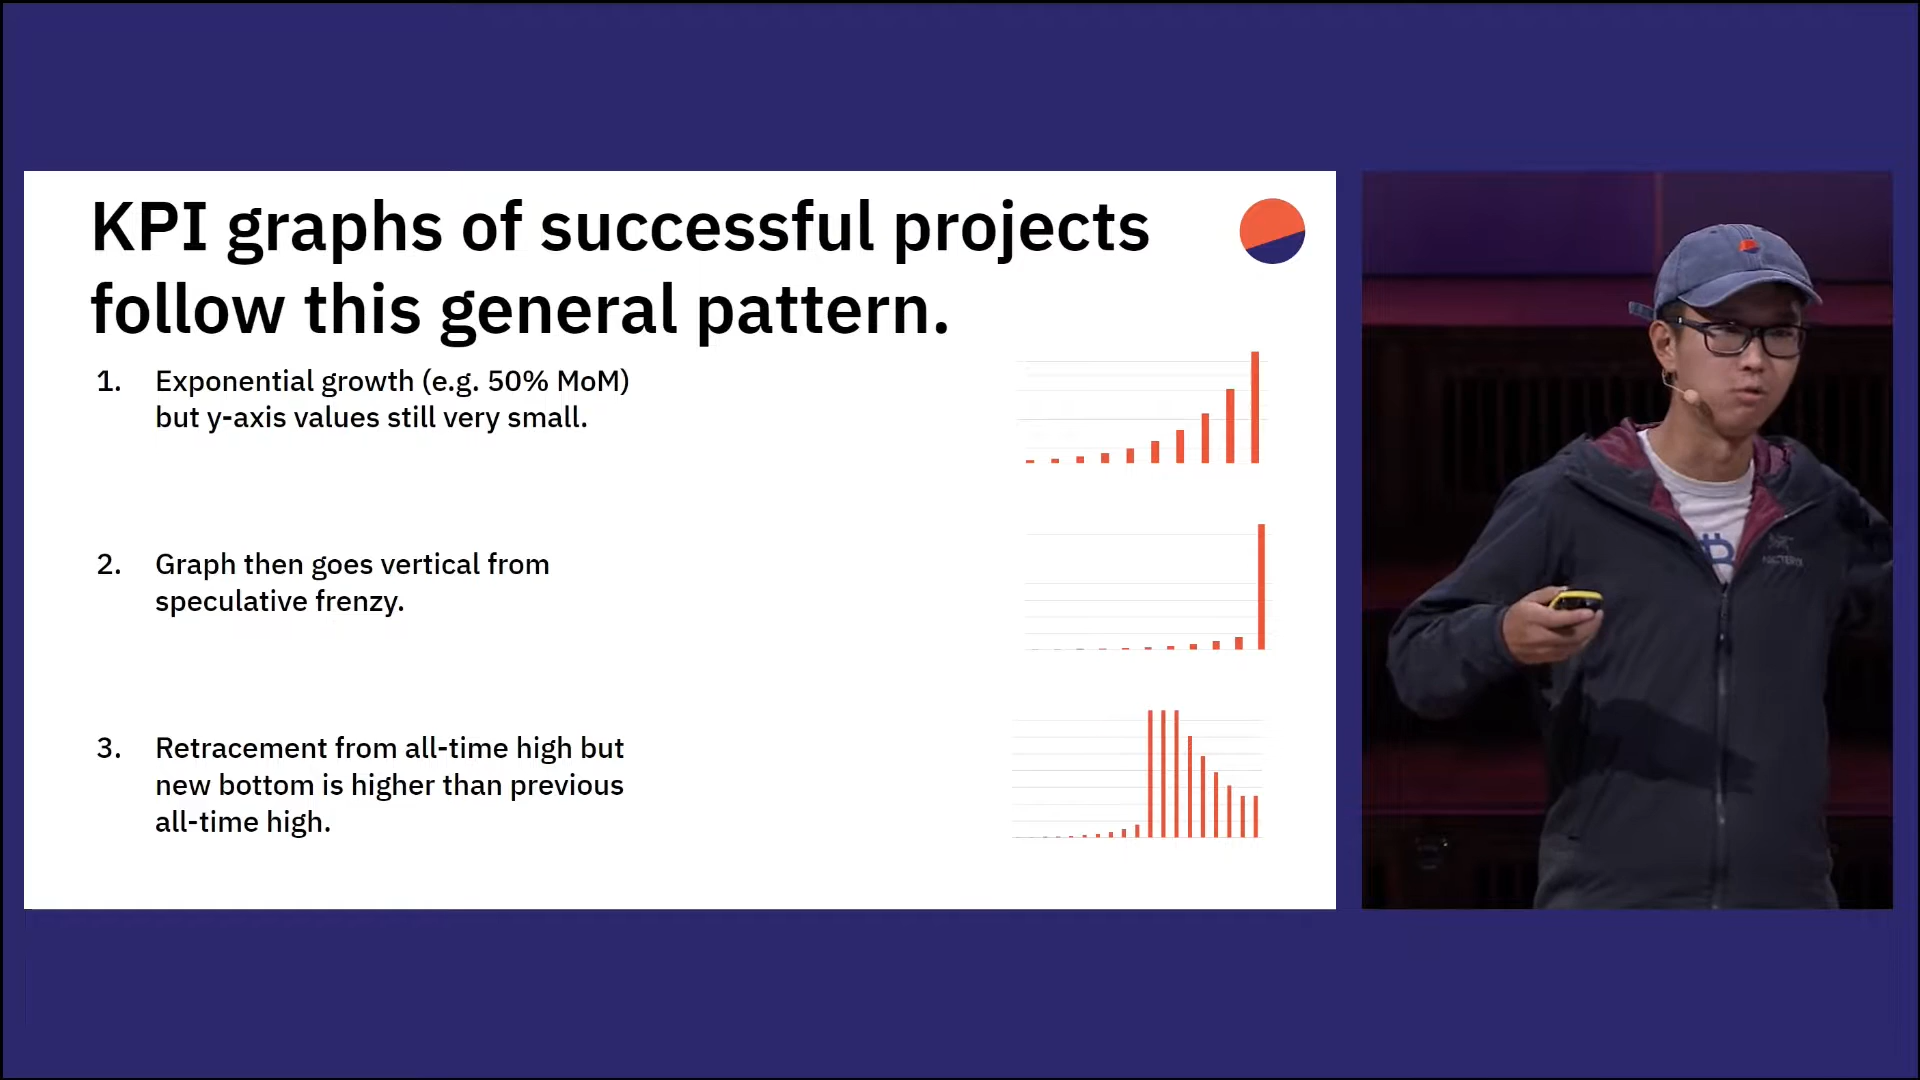 KPI graphs of successful projects
follow this general pattern.
1. Exponential growth (e.g. 50% MoM)
but y-axis values still very small.
2. Graph then goes vertical from
speculative frenzy.
3. Retracement from all-time high but
new bottom is higher than previous
all-time high.